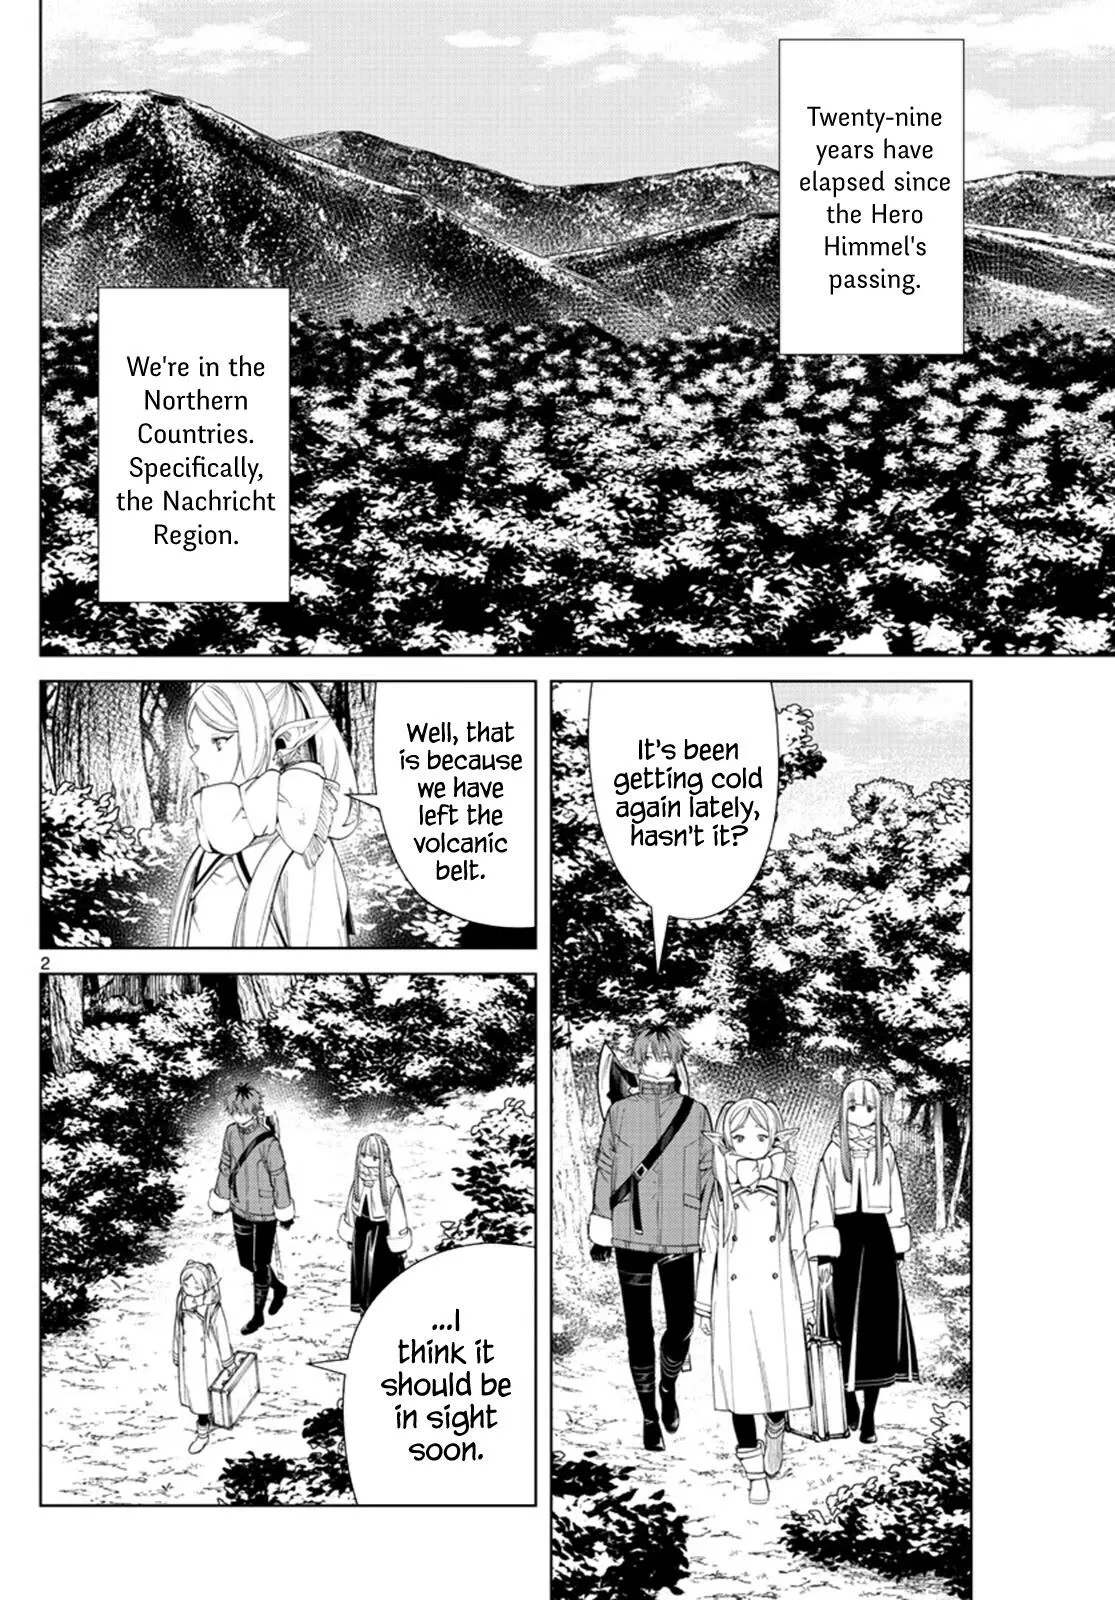 Twenty-nine
years have
elapsed since
the Hero
Himmel's
passing.
We're in the
Northern
Countries.
Specifically,
the Nachricht
Region.
It's been
getting cold
again lately,
hasn't it?
Well, that
is because
we have
left the
volcanic
belt.
2
...I
think it
should be
in sight
soon.